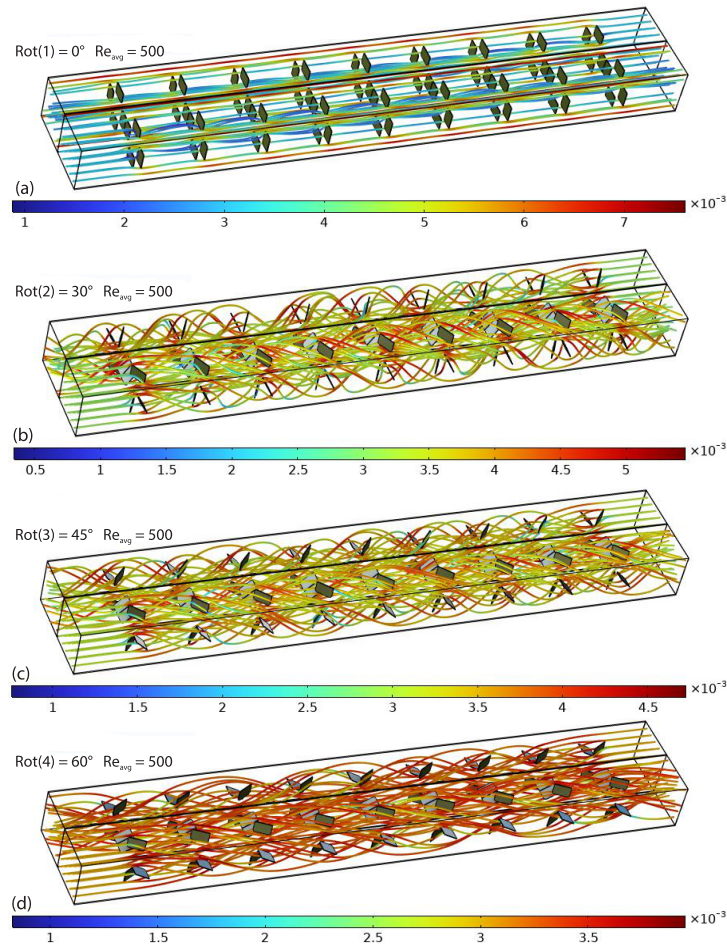 Rot(1) = 0° Re_avg = 500
(a)
×10⁻³
1 2 3 4 5 6 7
Rot(2) = 30° Re_avg = 500
(b)
×10⁻³
0.5 1 1.5 2 2.5 3 3.5 4 4.5 5
Rot(3) = 45° Re_avg = 500
(c)
×10⁻³
1 1.5 2 2.5 3 3.5 4 4.5
Rot(4) = 60° Re_avg = 500
(d)
×10⁻³
1 1.5 2 2.5 3 3.5